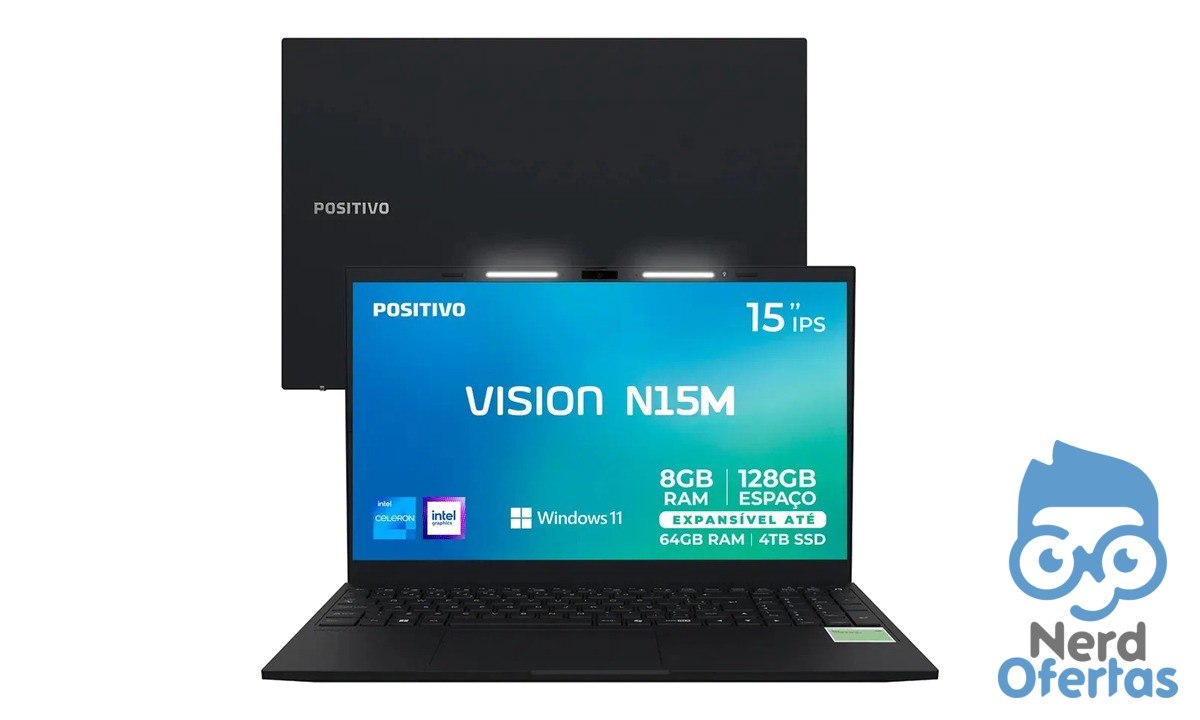 POSITIVO
POSITIVO
15” IPS
VISION N15M
8GB RAM
128GB ESPAÇO
EXPANSÍVEL ATÉ
64GB RAM | 4TB SSD
intel CELERON
intel graphics
Windows 11
Nerd
Ofertas